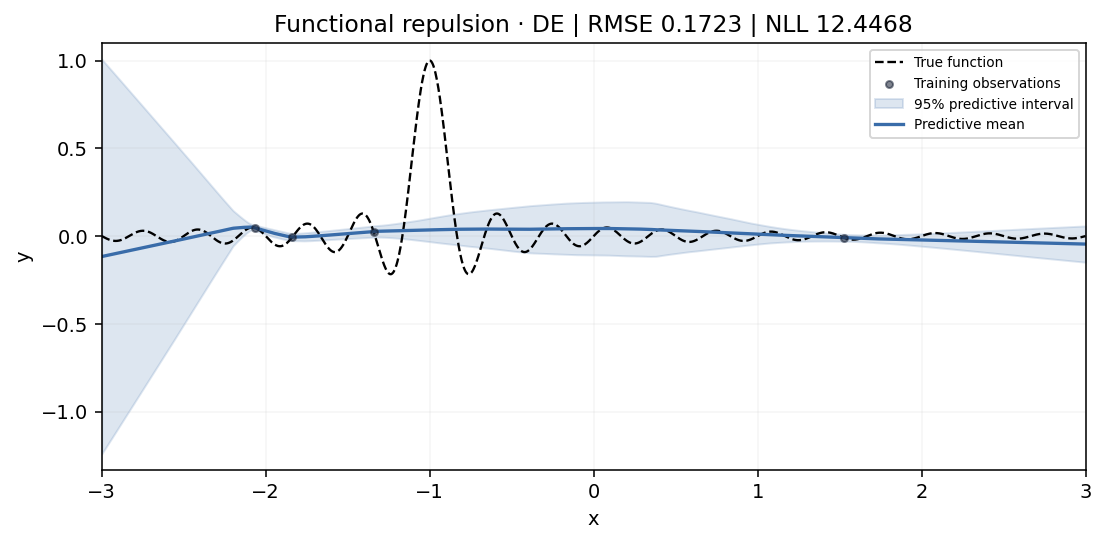 Functional repulsion · DE | RMSE 0.1723 | NLL 12.4468
True function
Training observations
95% predictive interval
Predictive mean
y
1.0
0.5
0.0
−0.5
−1.0
−3
−2
−1
0
1
2
3
x